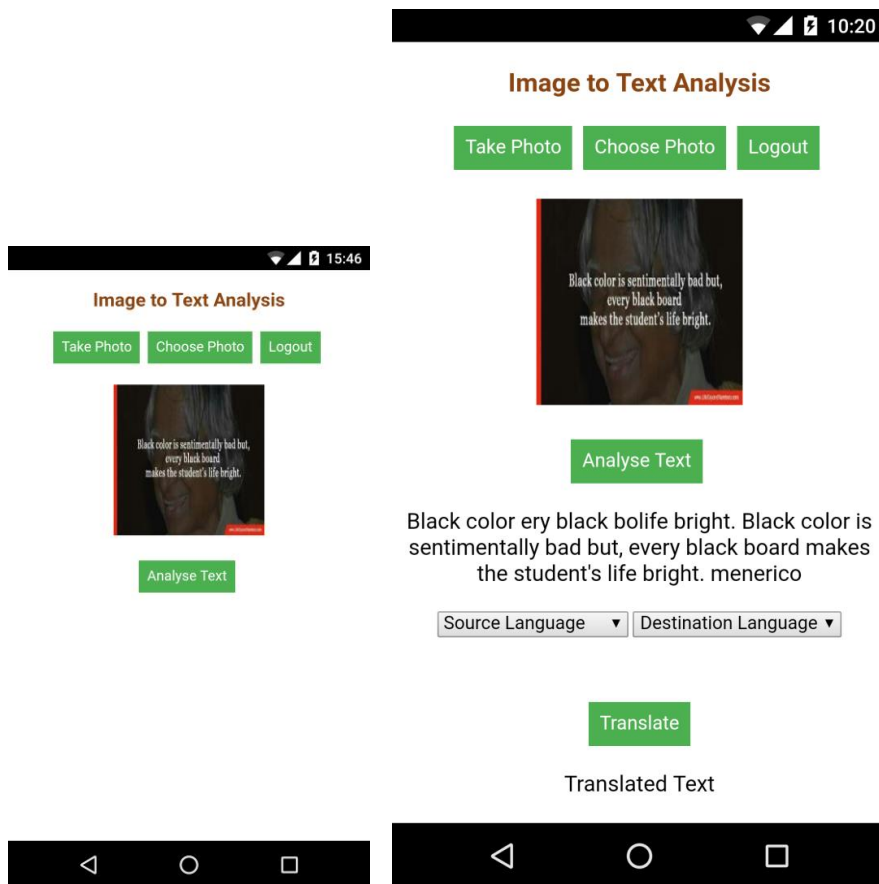 15:46
Image to Text Analysis
Take Photo Choose Photo Logout
Black color is sentimentally bad but,
every black board
makes the student's life bright.
Analyse Text
10:20
Image to Text Analysis
Take Photo Choose Photo Logout
Black color is sentimentally bad but,
every black board
makes the student's life bright.
Analyse Text
Black color ery black bolife bright. Black color is
sentimentally bad but, every black board makes
the student's life bright. menerico
Source Language Destination Language
Translate
Translated Text